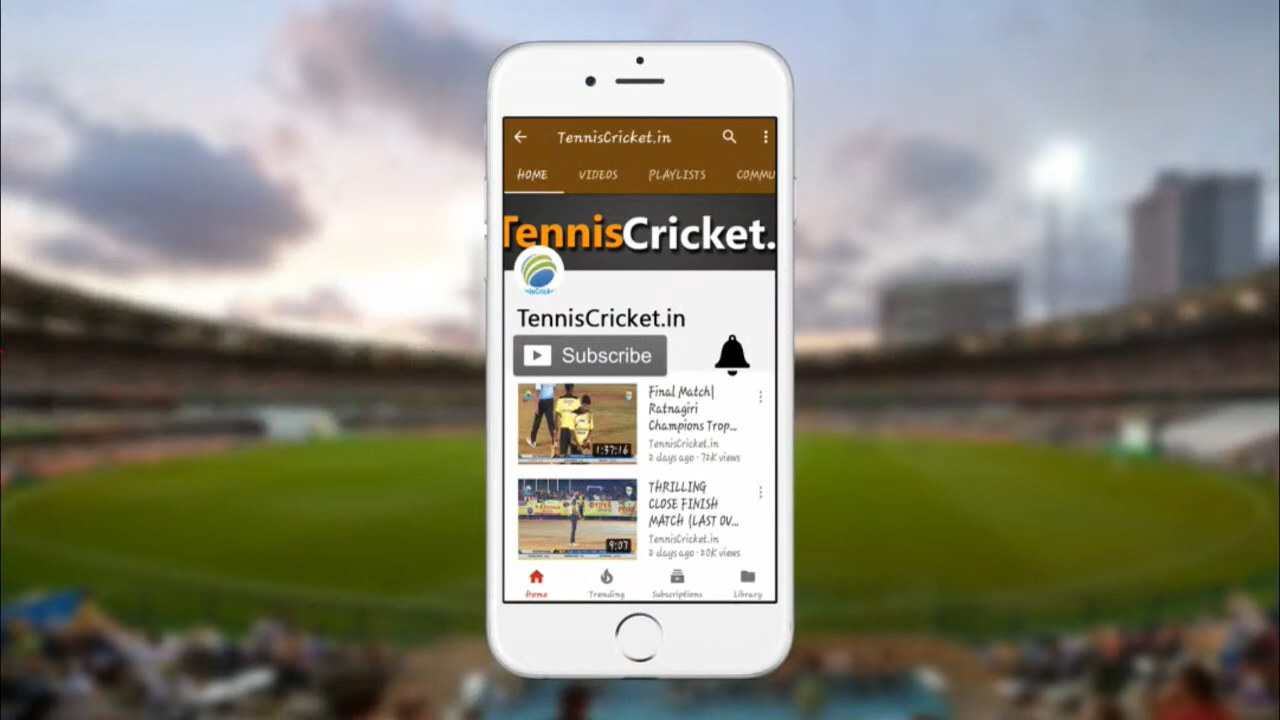 TennisCricket.in
HOME VIDEOS PLAYLISTS COMMU
TennisCricket.
TennisCricket.in
Subscribe
Final Match|
Ratnagiri
Champions Trop...
TennisCricket.in
2 days ago · 72K views
1:37:16
THRILLING
CLOSE FINISH
MATCH (LAST OV...
TennisCricket.in
2 days ago · 20K views
9:07
Home Trending Subscriptions Library